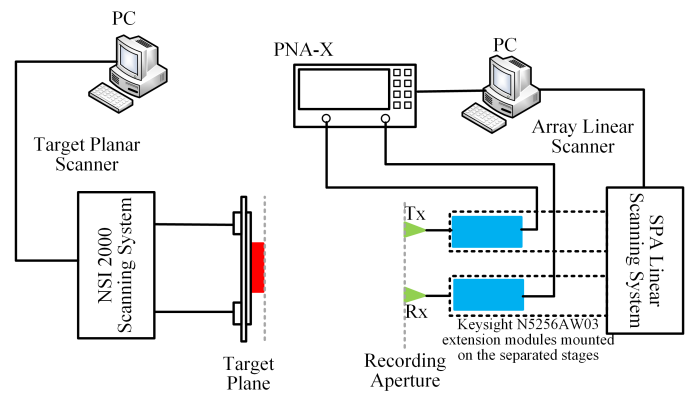 PC
PNA-X
PC
Target Planar
Scanner
Array Linear
Scanner
NSI 2000
Scanning System
Tx
Rx
SPA Linear
Scanning System
Keysight N5256AW03
extension modules mounted
on the separated stages
Target
Plane
Recording
Aperture